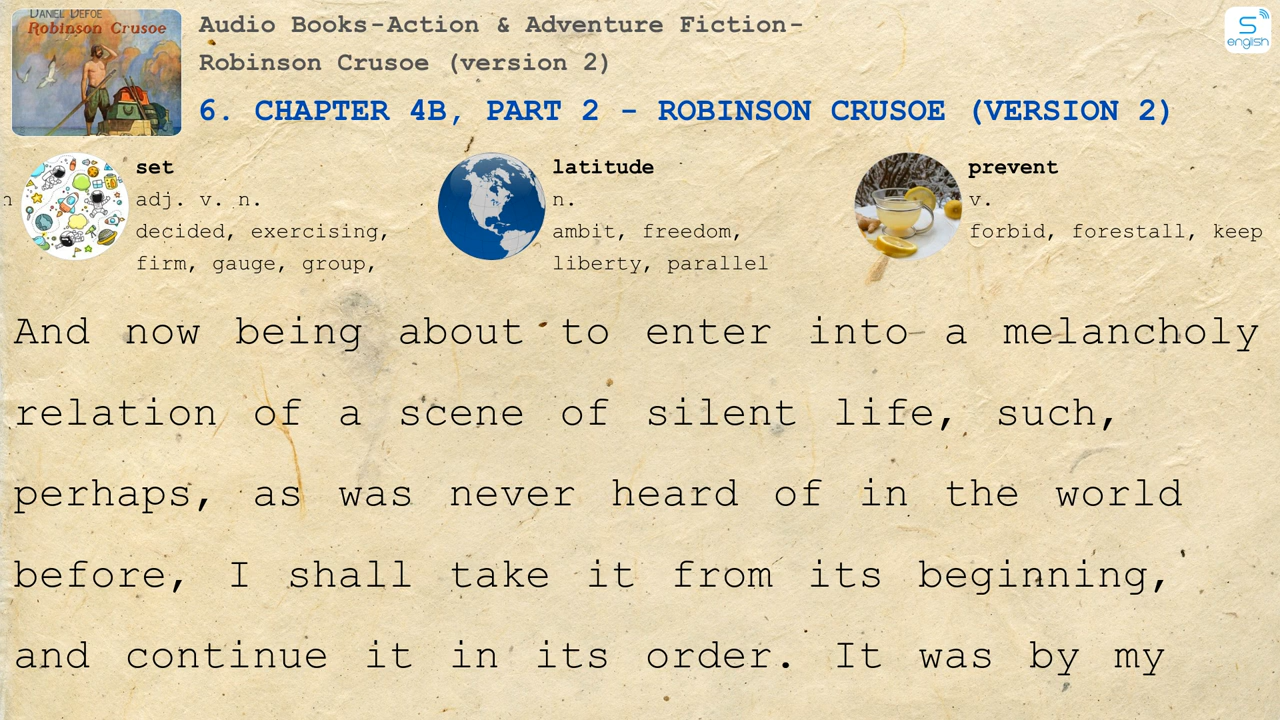 DANIEL DEFOE
Robinson Crusoe
Audio Books-Action & Adventure Fiction-
Robinson Crusoe (version 2)
S
english
6. CHAPTER 4B, PART 2 - ROBINSON CRUSOE (VERSION 2)
set
adj. v. n.
decided, exercising,
firm, gauge, group,
latitude
n.
ambit, freedom,
liberty, parallel
prevent
v.
forbid, forestall, keep
And now being about to enter into a melancholy
relation of a scene of silent life, such,
perhaps, as was never heard of in the world
before, I shall take it from its beginning,
and continue it in its order. It was by my